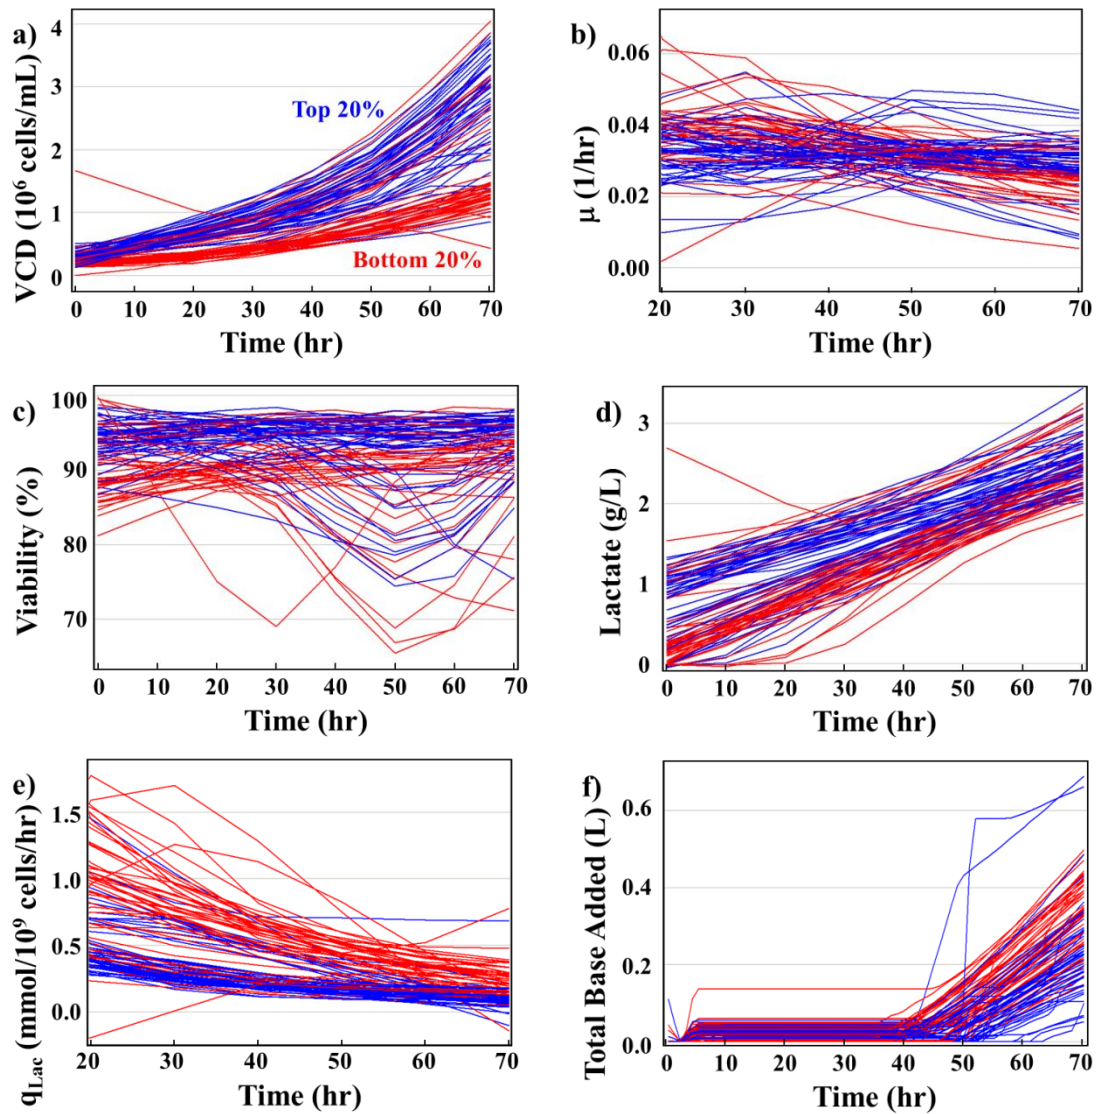 a)
VCD (10⁶ cells/mL)
4
3
2
1
0
Top 20%
Bottom 20%
0 10 20 30 40 50 60 70
Time (hr)
b)
μ (1/hr)
0.06
0.04
0.02
0.00
20 30 40 50 60 70
Time (hr)
c)
Viability (%)
100
90
80
70
0 10 20 30 40 50 60 70
Time (hr)
d)
Lactate (g/L)
3
2
1
0
0 10 20 30 40 50 60 70
Time (hr)
e)
qLac (mmol/10⁹ cells/hr)
1.5
1.0
0.5
0.0
20 30 40 50 60 70
Time (hr)
f)
Total Base Added (L)
0.6
0.4
0.2
0.0
0 10 20 30 40 50 60 70
Time (hr)